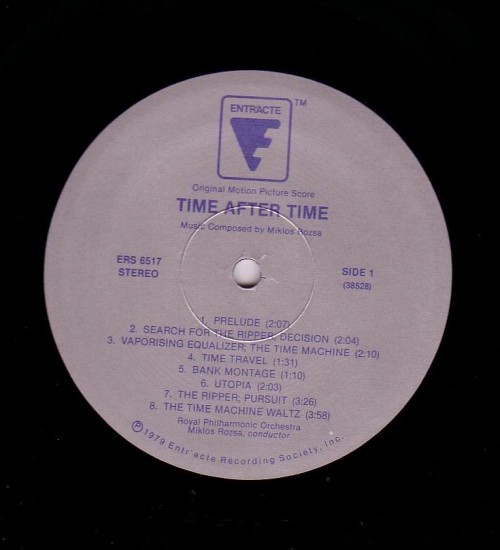 ENTRACTE
TM
Original Motion Picture Score
TIME AFTER TIME
Music Composed by Miklos Rozsa
ERS 6517
STEREO
SIDE 1
(38528)
1. PRELUDE (2:07)
2. SEARCH FOR THE RIPPER; DECISION (2:04)
3. VAPORISING EQUALIZER; THE TIME MACHINE (2:10)
4. TIME TRAVEL (1:31)
5. BANK MONTAGE (1:10)
6. UTOPIA (2:03)
7. THE RIPPER; PURSUIT (3:26)
8. THE TIME MACHINE WALTZ (3:58)
Royal Philharmonic Orchestra
Miklos Rozsa, conductor
℗1979 Entr'acte Recording Society, Inc.